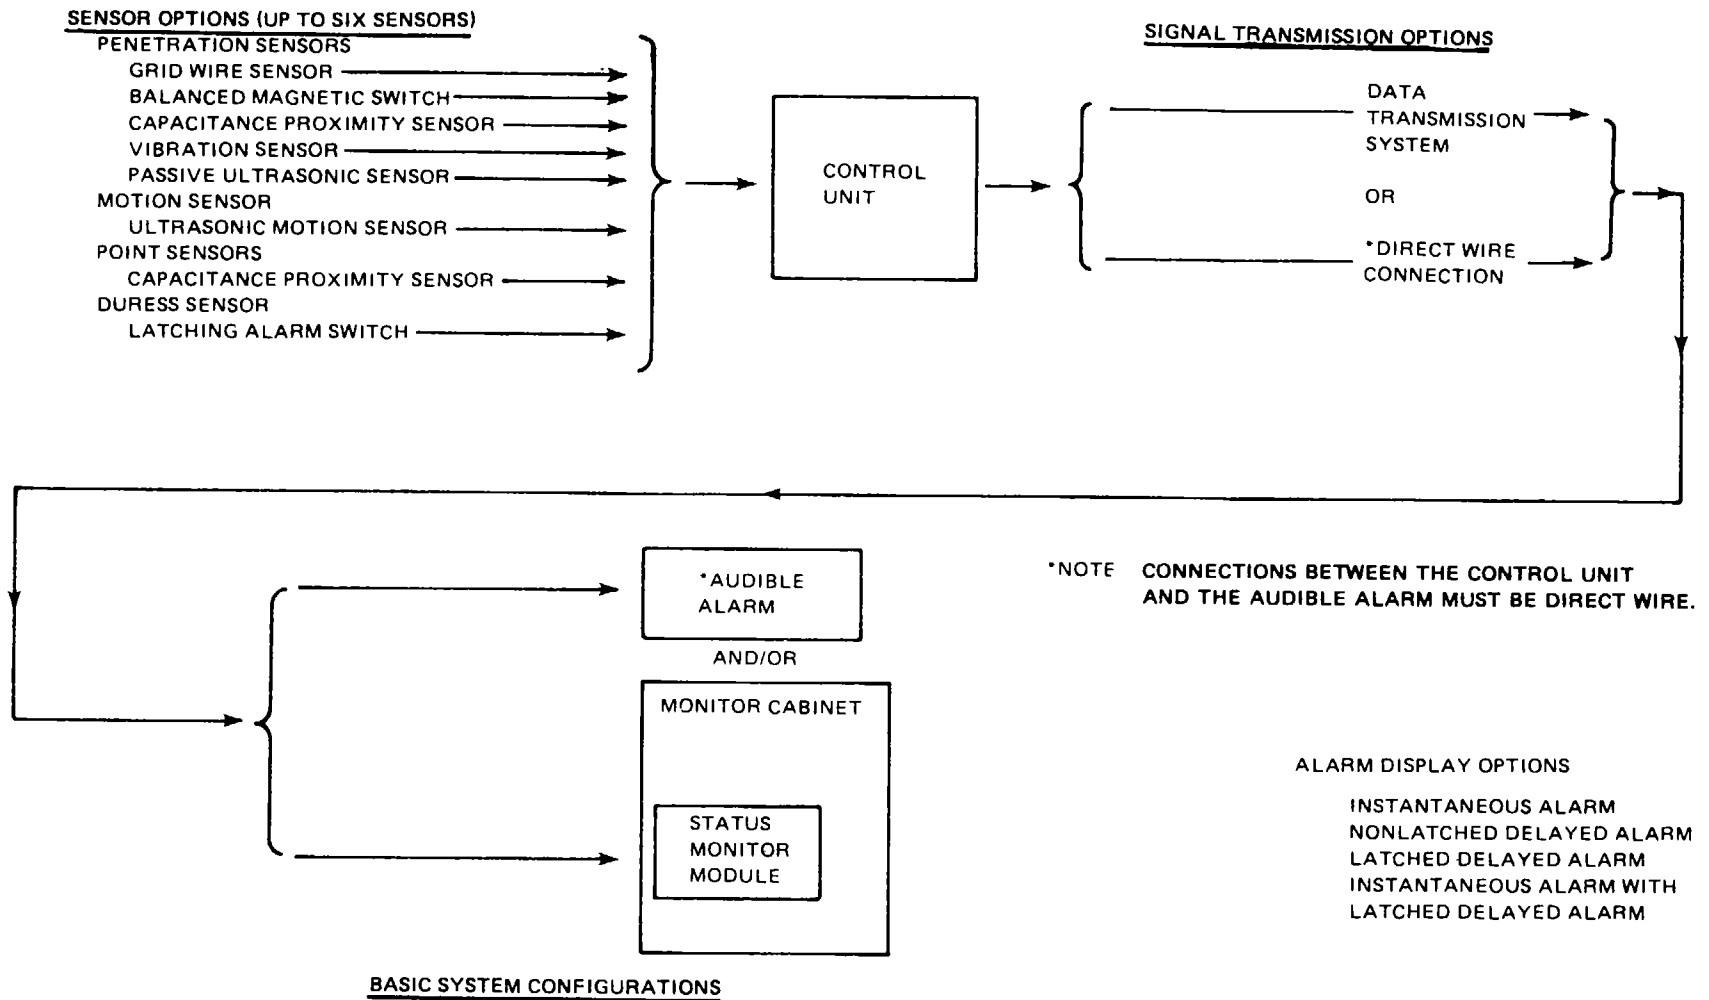 SENSOR OPTIONS (UP TO SIX SENSORS)
PENETRATION SENSORS
GRID WIRE SENSOR
BALANCED MAGNETIC SWITCH
CAPACITANCE PROXIMITY SENSOR
VIBRATION SENSOR
PASSIVE ULTRASONIC SENSOR
MOTION SENSOR
ULTRASONIC MOTION SENSOR
POINT SENSORS
CAPACITANCE PROXIMITY SENSOR
DURESS SENSOR
LATCHING ALARM SWITCH
CONTROL
UNIT
SIGNAL TRANSMISSION OPTIONS
DATA
TRANSMISSION
SYSTEM
OR
*DIRECT WIRE
CONNECTION
*AUDIBLE
ALARM
AND/OR
MONITOR CABINET
STATUS
MONITOR
MODULE
*NOTE CONNECTIONS BETWEEN THE CONTROL UNIT
AND THE AUDIBLE ALARM MUST BE DIRECT WIRE.
ALARM DISPLAY OPTIONS
INSTANTANEOUS ALARM
NONLATCHED DELAYED ALARM
LATCHED DELAYED ALARM
INSTANTANEOUS ALARM WITH
LATCHED DELAYED ALARM
BASIC SYSTEM CONFIGURATIONS